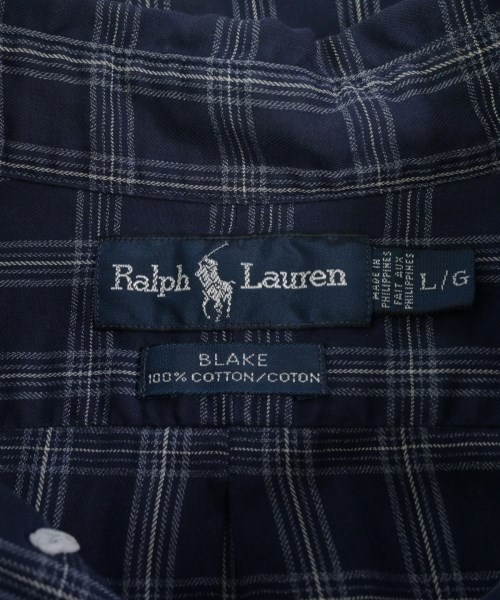 Ralph Lauren
MADE IN
PHILIPPINES
FAIT AUX
PHILIPPINES
L/G
BLAKE
100% COTTON/COTON